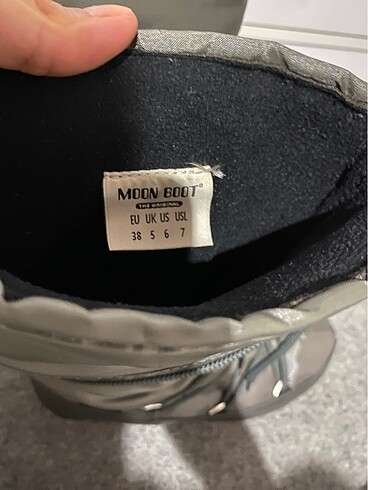 MOON BOOT®
THE ORIGINAL
EU UK US USL
38 5 6 7